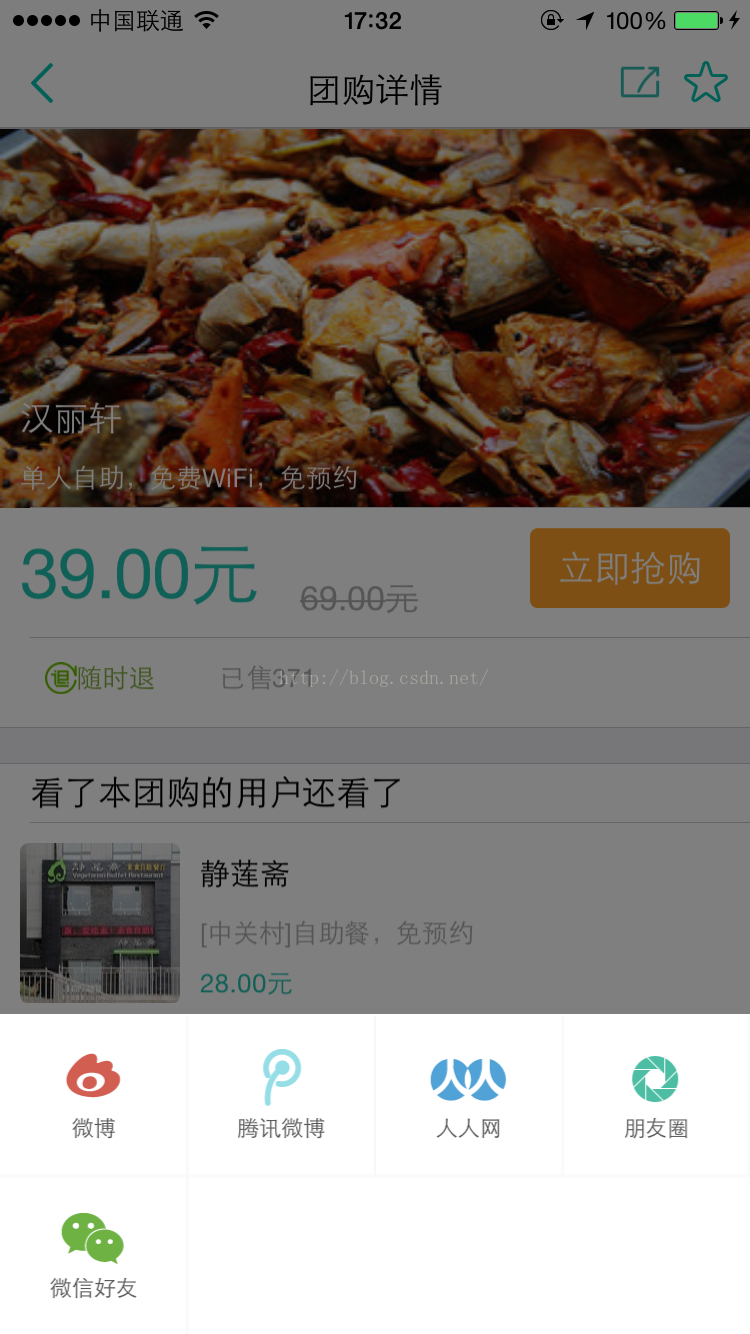 中国联通 17:32 100%
团购详情
汉丽轩
单人自助，免费WiFi，免预约
39.00元 69.00元 立即抢购
退 随时退 已售371
http://blog.csdn.net/
看了本团购的用户还看了
静莲斋
Vegetarian Buffet Restaurant
[中关村]自助餐，免预约
28.00元
微博 腾讯微博 人人网 朋友圈
微信好友